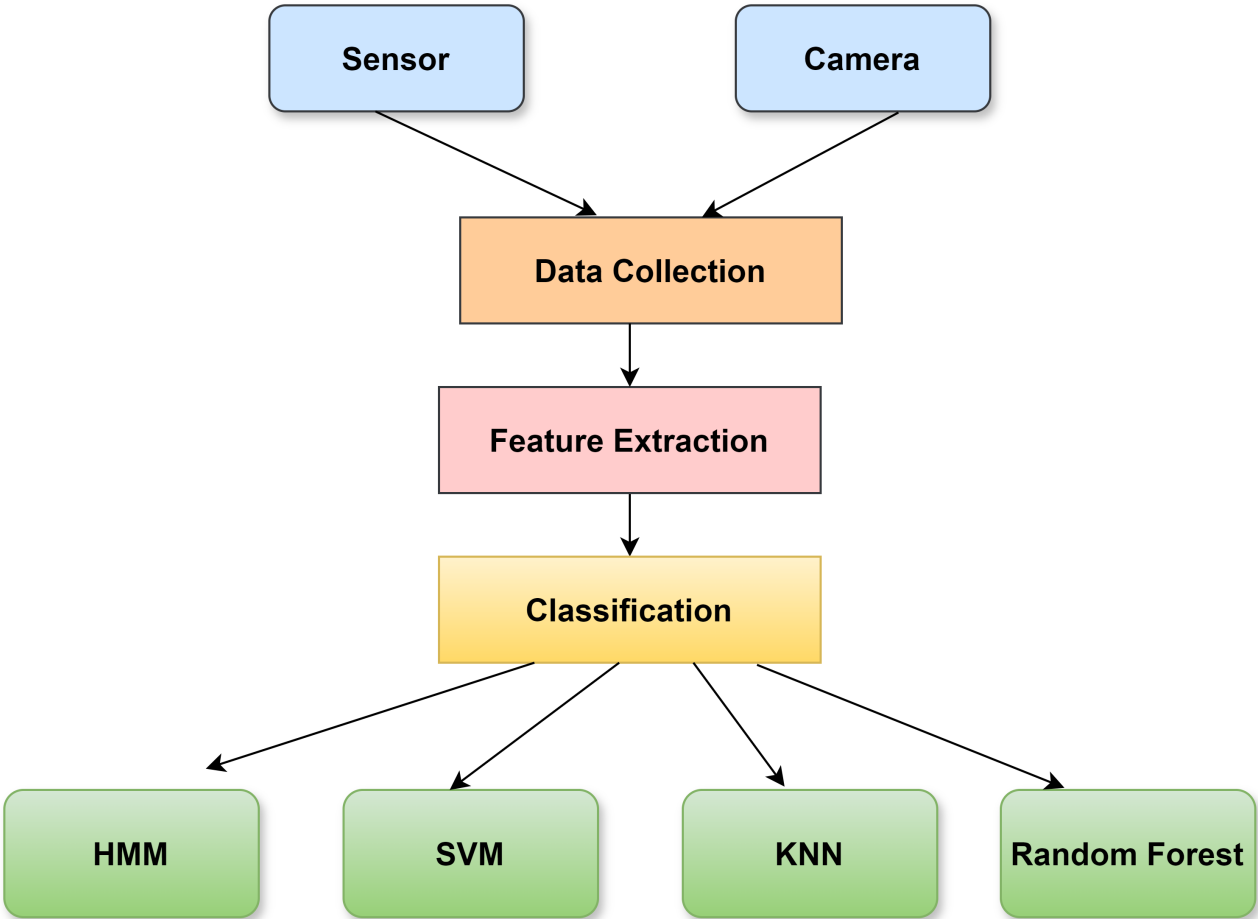 Sensor
Camera
Data Collection
Feature Extraction
Classification
HMM
SVM
KNN
Random Forest